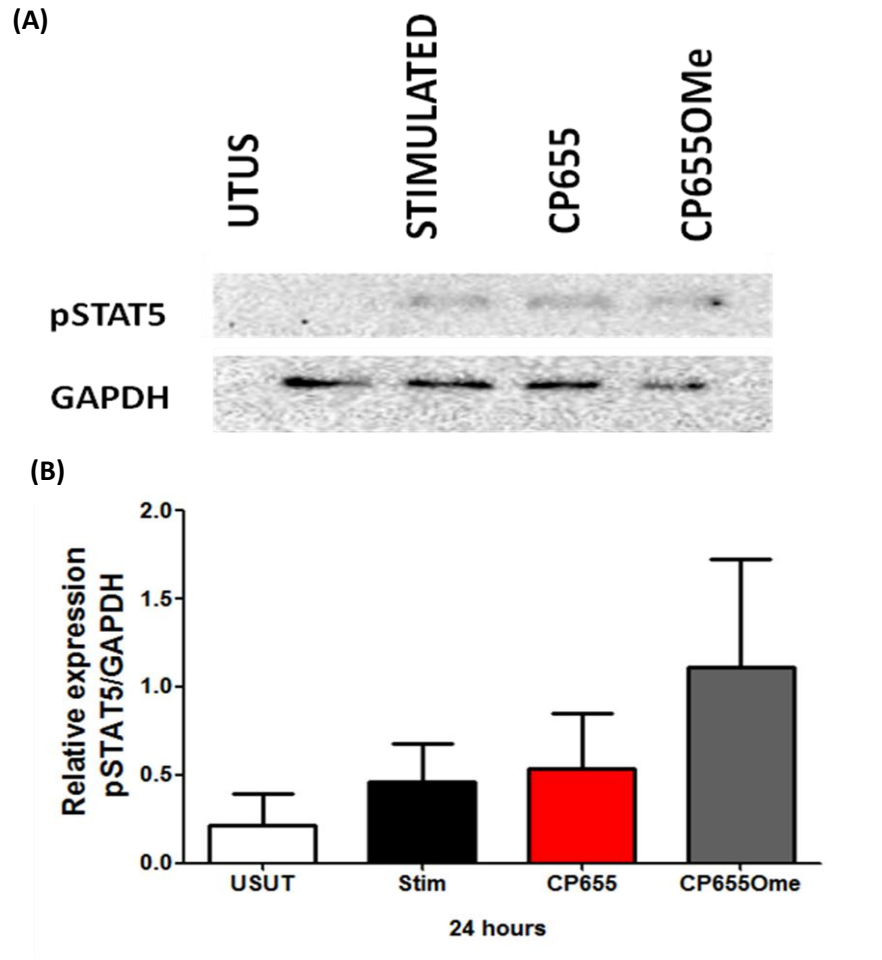 (A)
UTUS
STIMULATED
CP655
CP655OMe
pSTAT5
GAPDH
(B)
Relative expression
pSTAT5/GAPDH
2.0
1.5
1.0
0.5
0.0
USUT
Stim
CP655
CP655Ome
24 hours